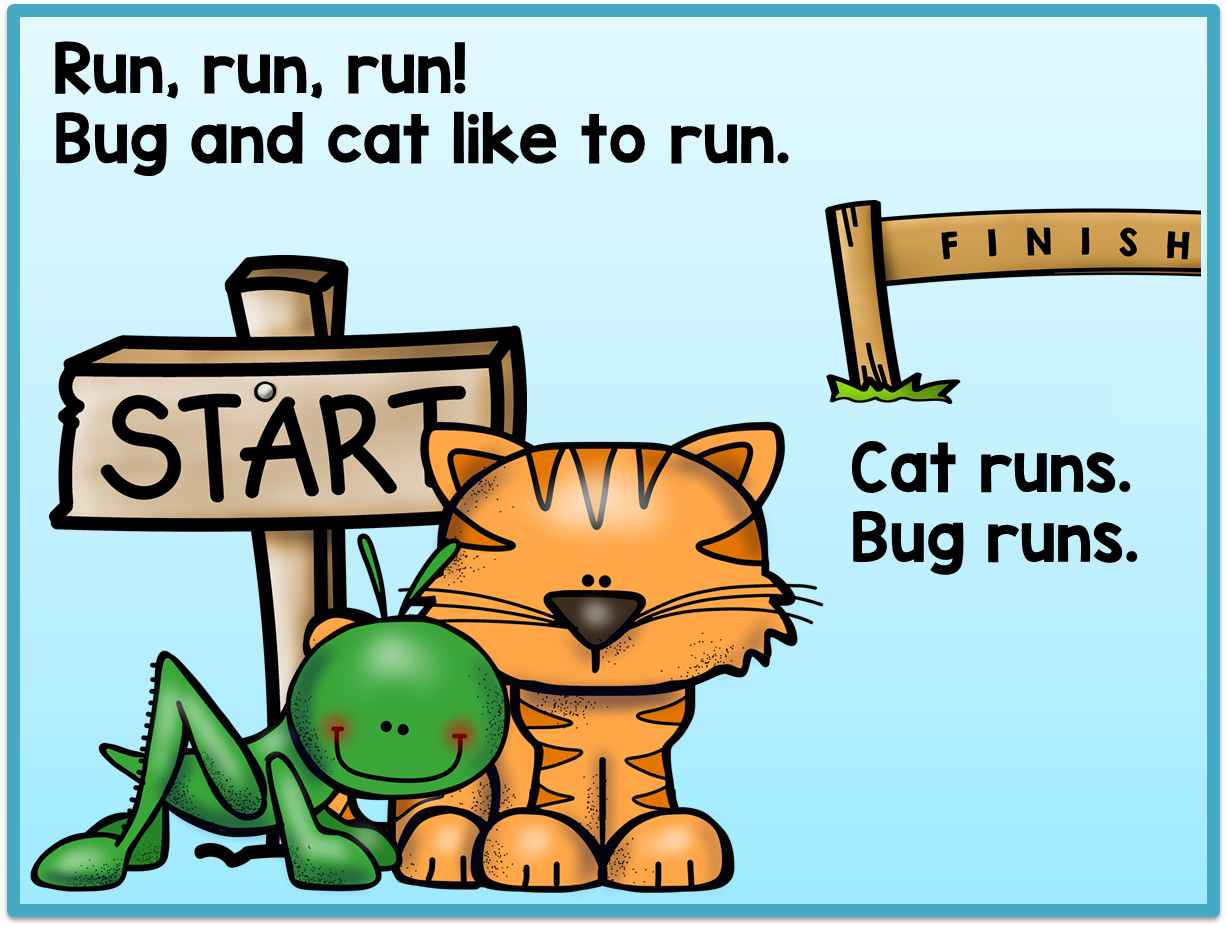 Run, run, run!
Bug and cat like to run.
FINISH
START
Cat runs.
Bug runs.